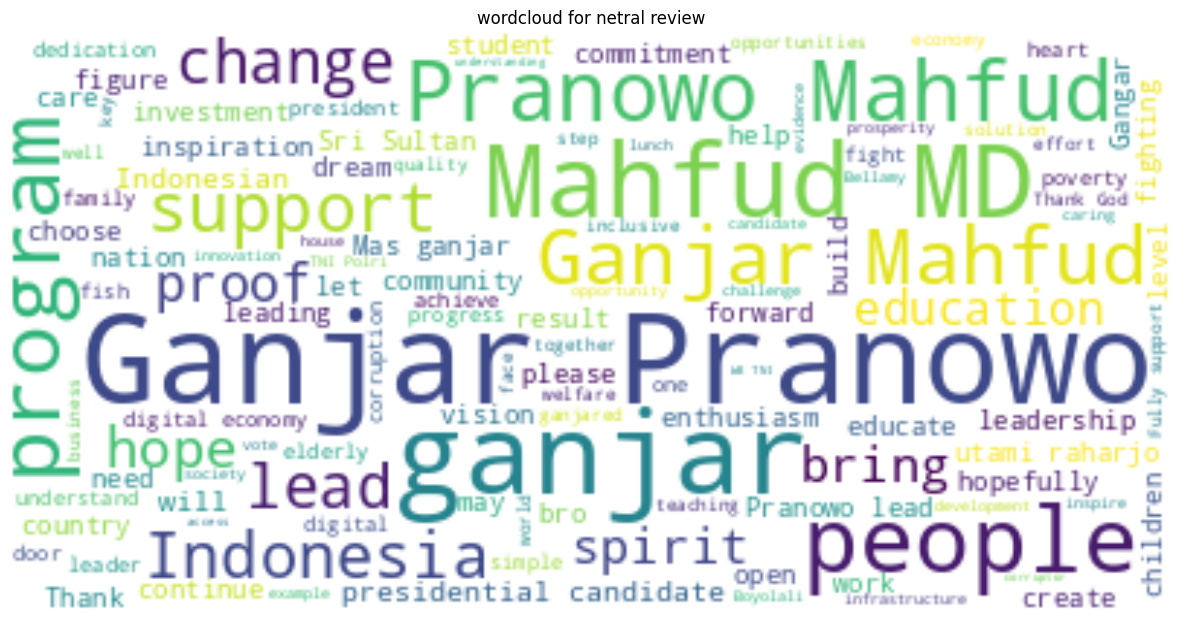 wordcloud for netral review
dedication
change
student
commitment
opportunities
economy
heart
figure
understanding
Pranowo Mahfud
Gangar
care
key
investment
president
evidence
fighting
program
well
inspiration
Sri Sultan
step
lunch
help
prosperity
solution
effort
dream
quality
Mahfud MD
fight
Bellamy
poverty
Indonesian
family
support
Thank God
caring
choose
house
Mas ganjar
inclusive
candidate
build
level
nation
innovation
TNI Polri
Ganjar Mahfud
fish
proof
let
community
opportunity
challenge
education
leading
achieve
progress
result
forward
Ganjar Pranowo
corruption
together
face
please
welfare
one
fully support
business
digital economy
vision
ganjared
enthusiasm
educate
leadership
hope
vote
elderly
ganjar
bring
utami raharjo
need
society
lead
hopefully
understand
will
may
world
bro
teaching
Pranowo lead
development
inspire
children
country
access
digital
people
door
leader
Indonesia
simple
spirit
open
work
corruptor
Thank
continue
example
presidential candidate
Boyolali
infrastructure
create